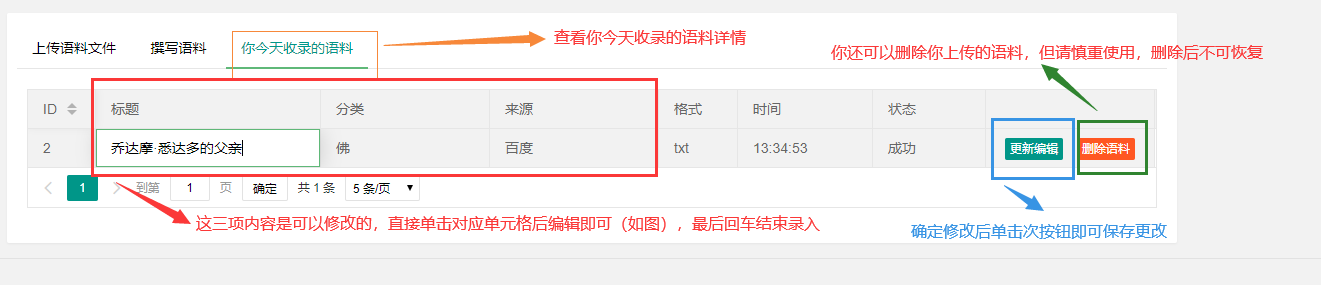 上传语料文件 撰写语料 你今天收录的语料
查看你今天收录的语料详情
你还可以删除你上传的语料，但请慎重使用，删除后不可恢复
ID 标题 分类 来源 格式 时间 状态
2 乔达摩·悉达多的父亲 佛 百度 txt 13:34:53 成功 更新编辑 删除语料
1 到第 1 页 确定 共 1 条 5 条/页
这三项内容是可以修改的，直接单击对应单元格后编辑即可（如图），最后回车结束录入
确定修改后单击次按钮即可保存更改